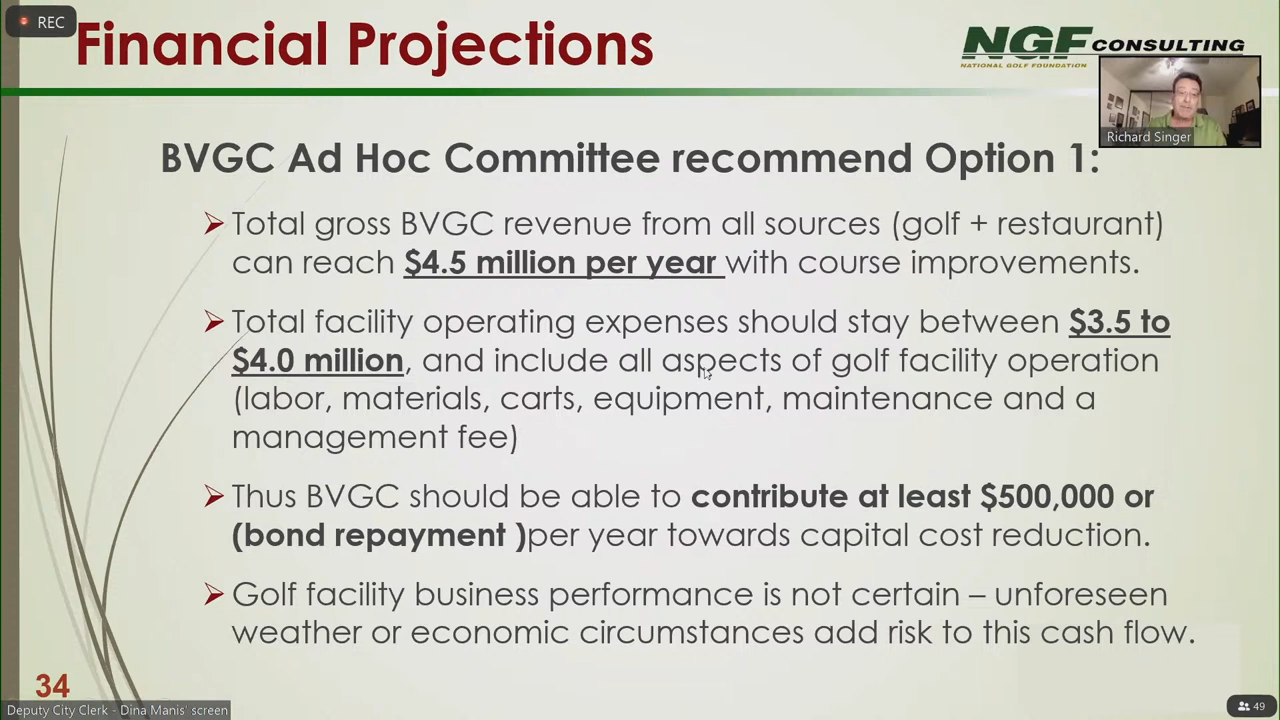 REC
Financial Projections
NGF CONSULTING
NATIONAL GOLF FOUNDATION
Richard Singer
BVGC Ad Hoc Committee recommend Option 1:
Total gross BVGC revenue from all sources (golf + restaurant)
can reach $4.5 million per year with course improvements.
Total facility operating expenses should stay between $3.5 to
$4.0 million, and include all aspects of golf facility operation
(labor, materials, carts, equipment, maintenance and a
management fee)
Thus BVGC should be able to contribute at least $500,000 or
(bond repayment )per year towards capital cost reduction.
Golf facility business performance is not certain – unforeseen
weather or economic circumstances add risk to this cash flow.
34
Deputy City Clerk - Dina Manis' screen
49